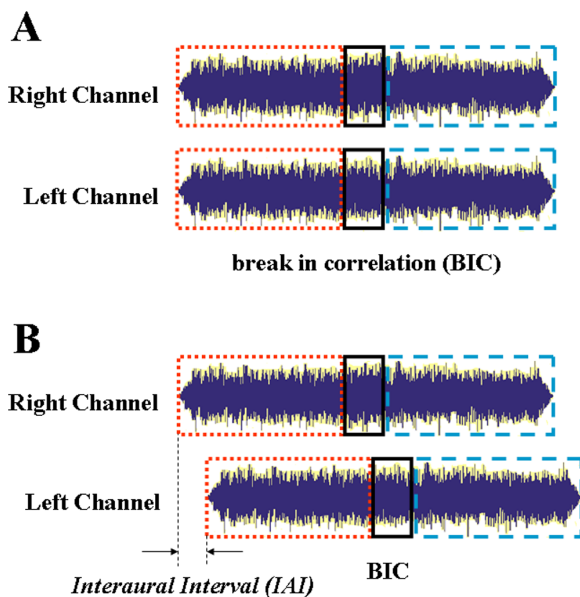 A
Right Channel
Left Channel
break in correlation (BIC)
B
Right Channel
Left Channel
BIC
Interaural Interval (IAI)